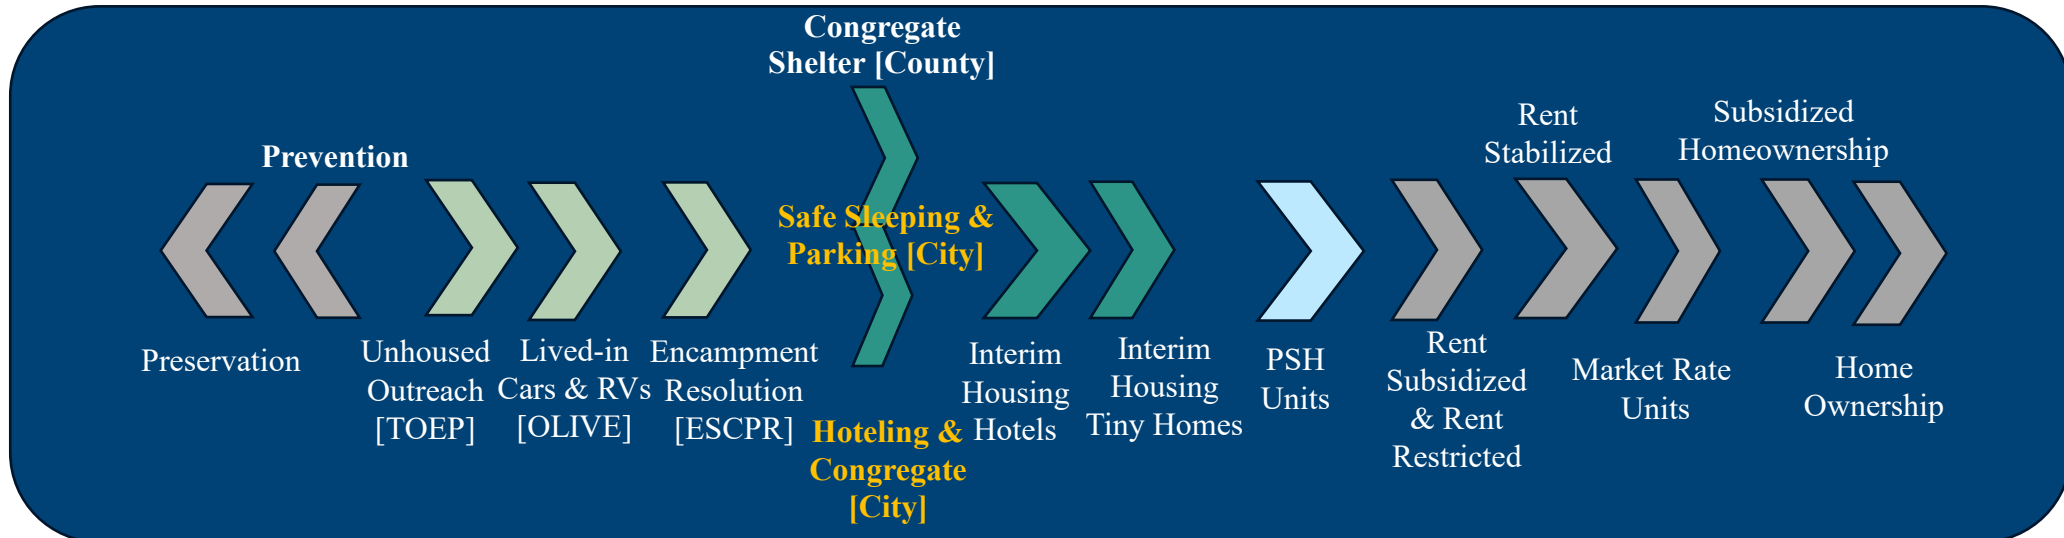 Congregate
Shelter [County]
Prevention
Rent
Stabilized
Subsidized
Homeownership
Safe Sleeping &
Parking [City]
Preservation
Unhoused
Outreach
[TOEP]
Lived-in
Cars & RVs
[OLIVE]
Encampment
Resolution
[ESCPR]
Hoteling &
Congregate
[City]
Interim
Housing
Hotels
Interim
Housing
Tiny Homes
PSH
Units
Rent
Subsidized
& Rent
Restricted
Market Rate
Units
Home
Ownership